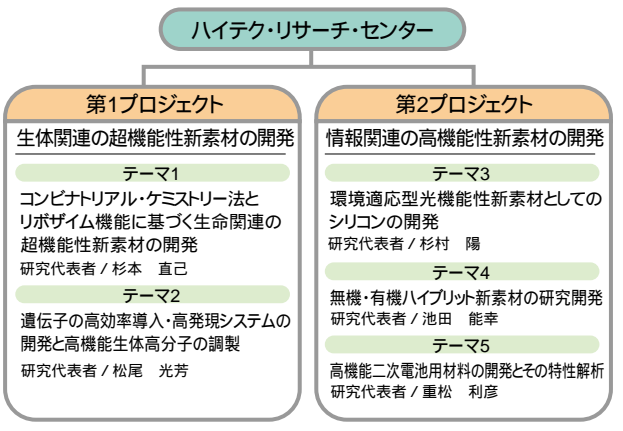 ハイテク・リサーチ・センター
第1プロジェクト
生体関連の超機能性新素材の開発
テーマ1
コンビナトリアル・ケミストリー法と
リボザイム機能に基づく生命関連の
超機能性新素材の開発
研究代表者 / 杉本　直己
テーマ2
遺伝子の高効率導入・高発現システムの
開発と高機能生体高分子の調製
研究代表者 / 松尾　光芳
第2プロジェクト
情報関連の高機能性新素材の開発
テーマ3
環境適応型光機能性新素材としての
シリコンの開発
研究代表者 / 杉村　陽
テーマ4
無機・有機ハイブリット新素材の研究開発
研究代表者 / 池田　能幸
テーマ5
高機能二次電池用材料の開発とその特性解析
研究代表者 / 重松　利彦